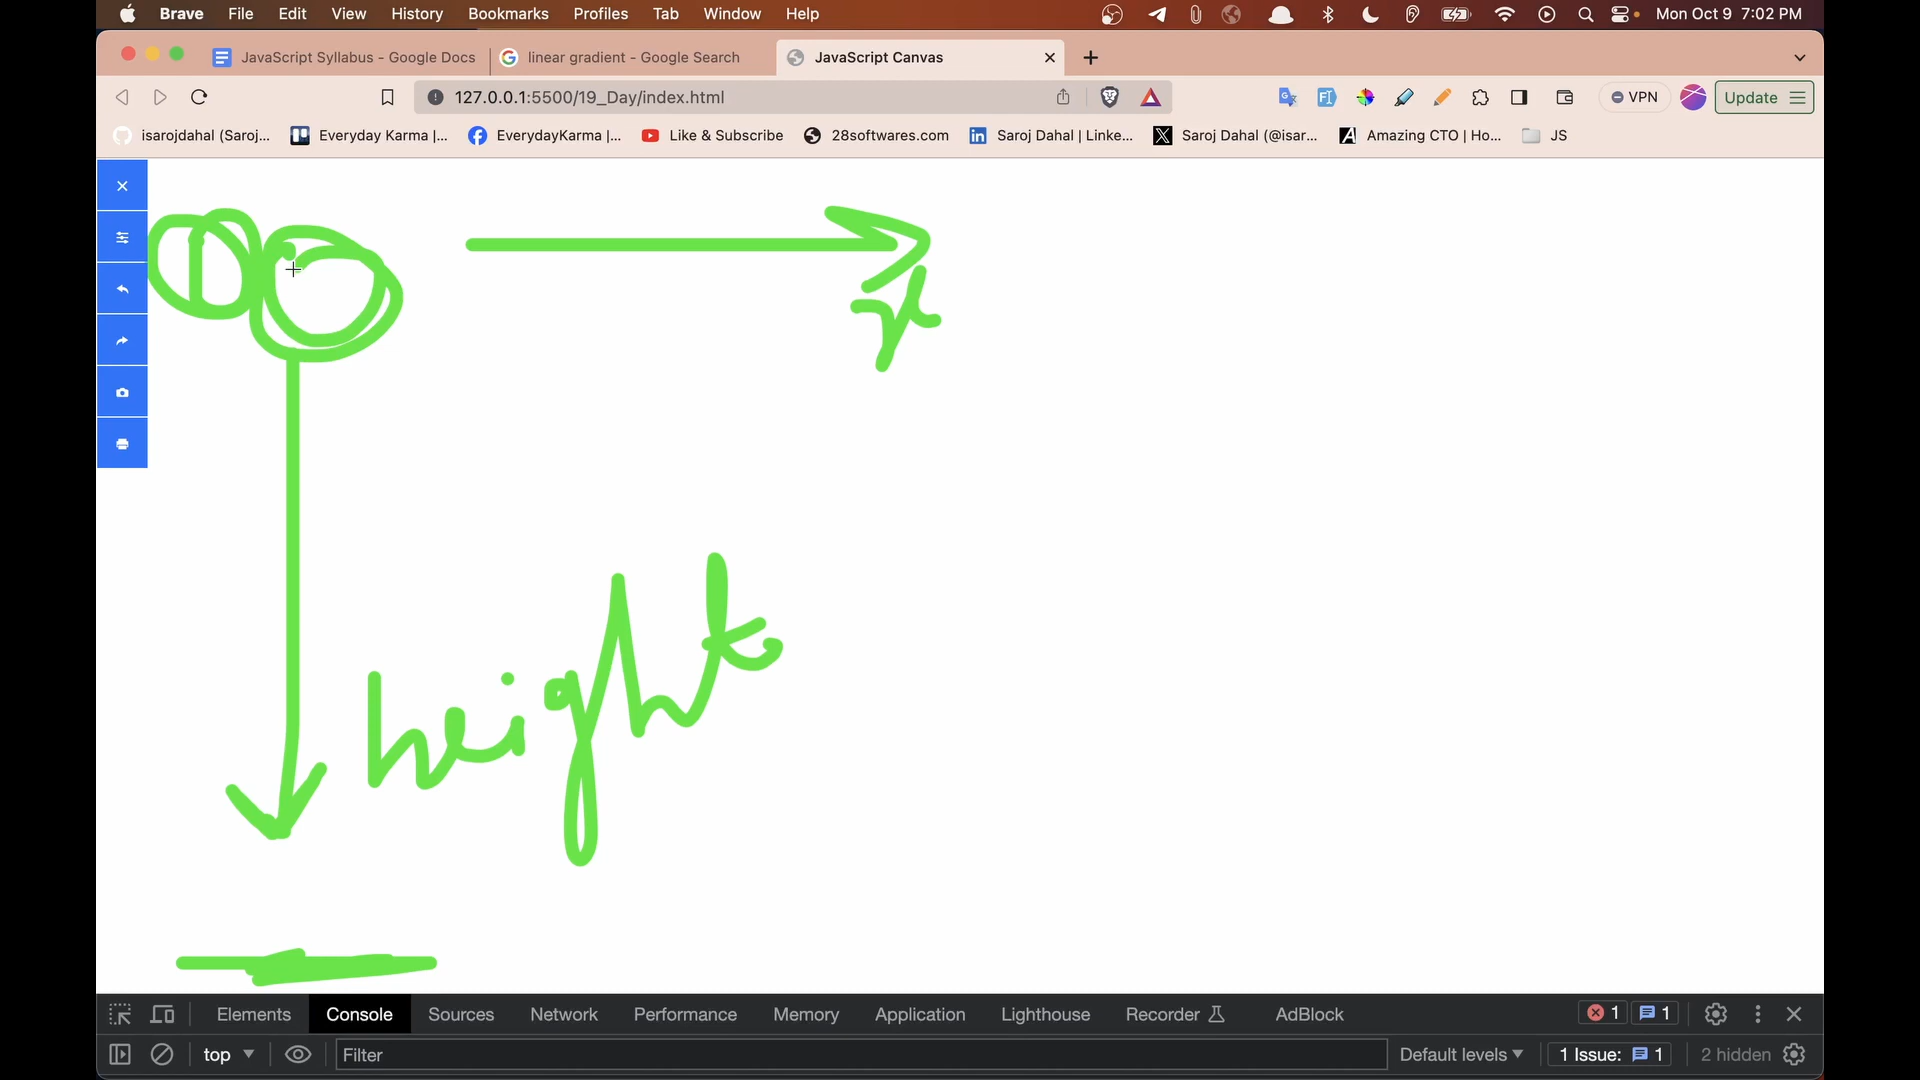 Brave File Edit View History Bookmarks Profiles Tab Window Help Mon Oct 9 7:02 PM
JavaScript Syllabus - Google Docs linear gradient - Google Search JavaScript Canvas
127.0.0.1:5500/19_Day/index.html VPN Update
isarojdahal (Saroj... Everyday Karma |... EverydayKarma |... Like & Subscribe 28softwares.com Saroj Dahal | Linke... Saroj Dahal (@isar... Amazing CTO | Ho... JS
x
height
Elements Console Sources Network Performance Memory Application Lighthouse Recorder AdBlock 1 1
top Filter Default levels 1 Issue: 1 2 hidden